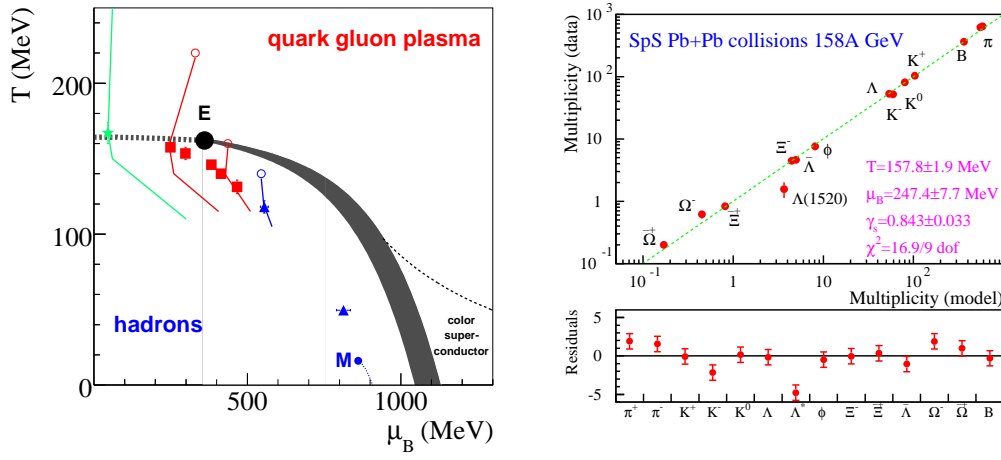 T (MeV)
200
100
0
quark gluon plasma
E
hadrons
M
color
super-
conductor
500
1000
μ_B (MeV)
Multiplicity (data)
10³
10²
10
1
10⁻¹
SpS Pb+Pb collisions 158A GeV
π
B
K⁺
K⁰
K⁻
Λ
Ξ⁻
Λ̄
ϕ
Λ(1520)
Ω⁻
Ξ̄⁺
Ω̄⁺
T=157.8±1.9 MeV
μ_B=247.4±7.7 MeV
γ_s=0.843±0.033
χ²=16.9/9 dof
10⁻¹
1
10
10²
Multiplicity (model)
Residuals
5
0
-5
π⁺ π⁻ K⁺ K⁻ K⁰ Λ Λ* ϕ Ξ⁻ Ξ̄⁺ Λ̄ Ω⁻ Ω̄⁺ B